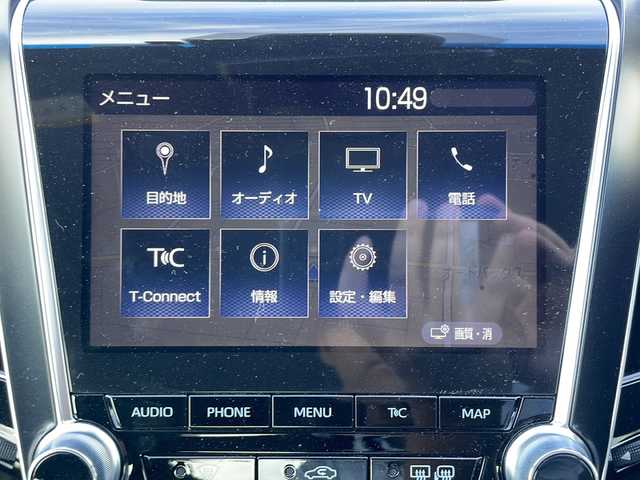 メニュー 10:49
目的地 オーディオ TV 電話
T-Connect 情報 設定・編集
画質・消
AUDIO PHONE MENU TC MAP